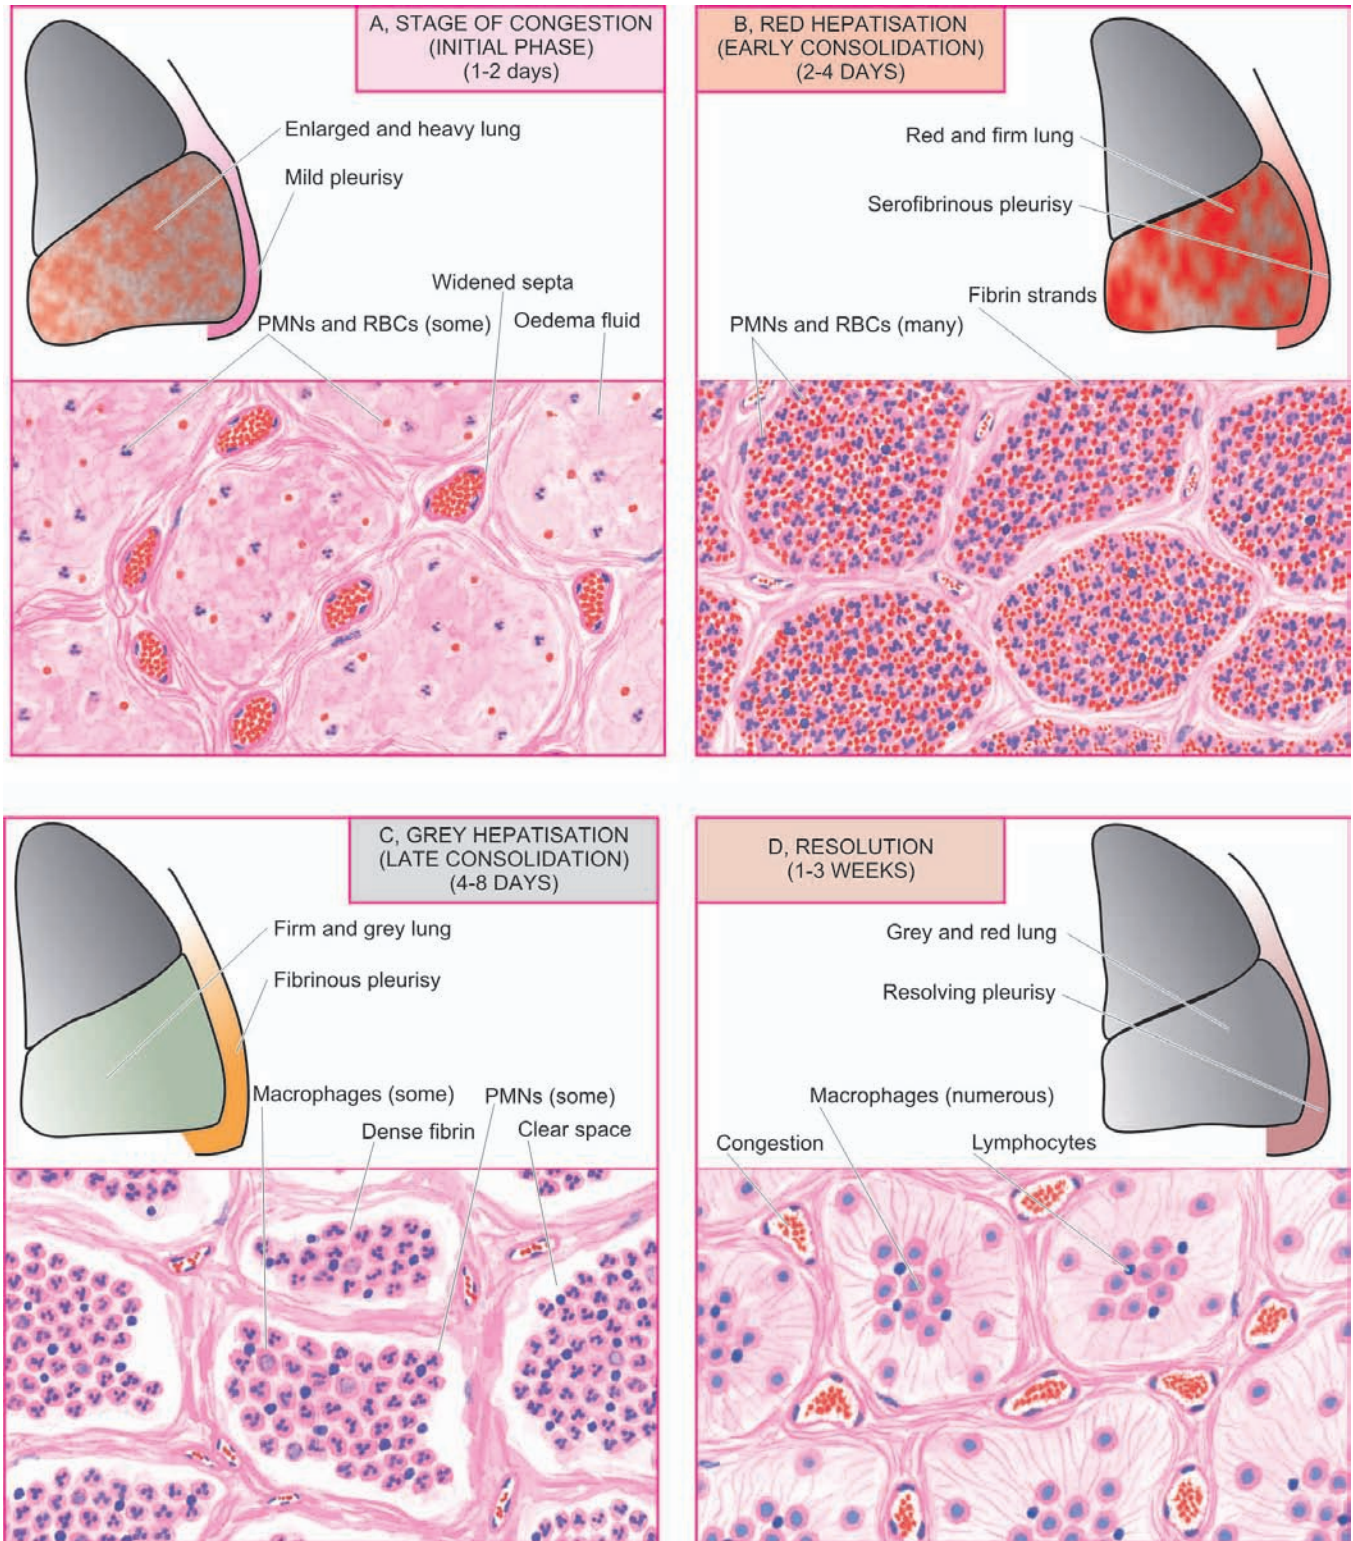 A, STAGE OF CONGESTION
(INITIAL PHASE)
(1-2 days)
Enlarged and heavy lung
Mild pleurisy
Widened septa
PMNs and RBCs (some)
Oedema fluid
B, RED HEPATISATION
(EARLY CONSOLIDATION)
(2-4 DAYS)
Red and firm lung
Serofibrinous pleurisy
Fibrin strands
PMNs and RBCs (many)
C, GREY HEPATISATION
(LATE CONSOLIDATION)
(4-8 DAYS)
Firm and grey lung
Fibrinous pleurisy
Macrophages (some)
PMNs (some)
Dense fibrin
Clear space
D, RESOLUTION
(1-3 WEEKS)
Grey and red lung
Resolving pleurisy
Macrophages (numerous)
Congestion
Lymphocytes